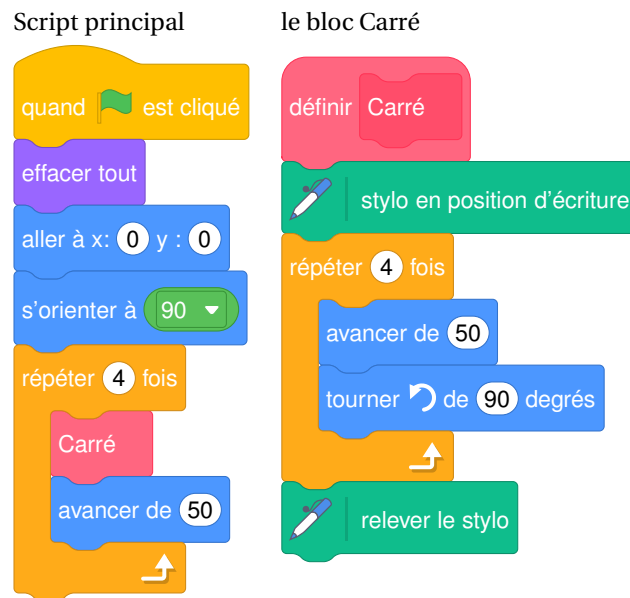 Script principal
quand est cliqué
effacer tout
aller à x: 0 y : 0
s'orienter à 90
répéter 4 fois
Carré
avancer de 50
le bloc Carré
définir Carré
stylo en position d'écriture
répéter 4 fois
avancer de 50
tourner de 90 degrés
relever le stylo